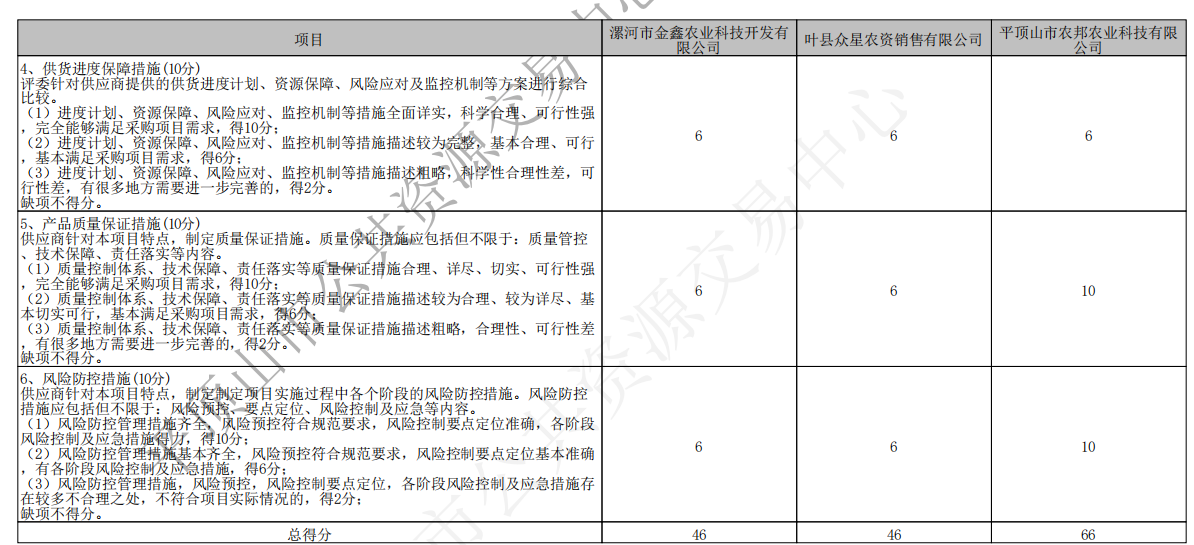 项目
漯河市金鑫农业科技开发有
限公司
叶县众星农资销售有限公司
平顶山市农邦农业科技有限
公司
4、供货进度保障措施(10分)
评委针对供应商提供的供货进度计划、资源保障、风险应对及监控机制等方案进行综合
比较。
（1）进度计划、资源保障、风险应对、监控机制等措施全面详实，科学合理、可行性强
，完全能够满足采购项目需求，得10分；
（2）进度计划、资源保障、风险应对、监控机制等措施描述较为完整，基本合理、可行
，基本满足采购项目需求，得6分；
（3）进度计划、资源保障、风险应对、监控机制等措施描述粗略，科学性合理性差，可
行性差，有很多地方需要进一步完善的，得2分。
缺项不得分。
6
6
6
5、产品质量保证措施(10分)
供应商针对本项目特点，制定质量保证措施。质量保证措施应包括但不限于：质量管控
、技术保障、责任落实等内容。
（1）质量控制体系、技术保障、责任落实等质量保证措施合理、详尽、切实、可行性强
，完全能够满足采购项目需求，得10分；
（2）质量控制体系、技术保障、责任落实等质量保证措施描述较为合理、较为详尽、基
本切实可行，基本满足采购项目需求，得6分；
（3）质量控制体系、技术保障、责任落实等质量保证措施描述粗略，合理性、可行性差
，有很多地方需要进一步完善的，得2分。
缺项不得分。
6
6
10
6、风险防控措施(10分)
供应商针对本项目特点，制定制定项目实施过程中各个阶段的风险防控措施。风险防控
措施应包括但不限于：风险预控、要点定位、风险控制及应急等内容。
（1）风险防控管理措施齐全，风险预控符合规范要求，风险控制要点定位准确，各阶段
风险控制及应急措施得力，得10分；
（2）风险防控管理措施基本齐全，风险预控符合规范要求，风险控制要点定位基本准确
，有各阶段风险控制及应急措施，得6分；
（3）风险防控管理措施，风险预控，风险控制要点定位，各阶段风险控制及应急措施存
在较多不合理之处，不符合项目实际情况的，得2分；
缺项不得分。
6
6
10
总得分
46
46
66
平顶山市公共资源交易中心
市公共资源交易中心